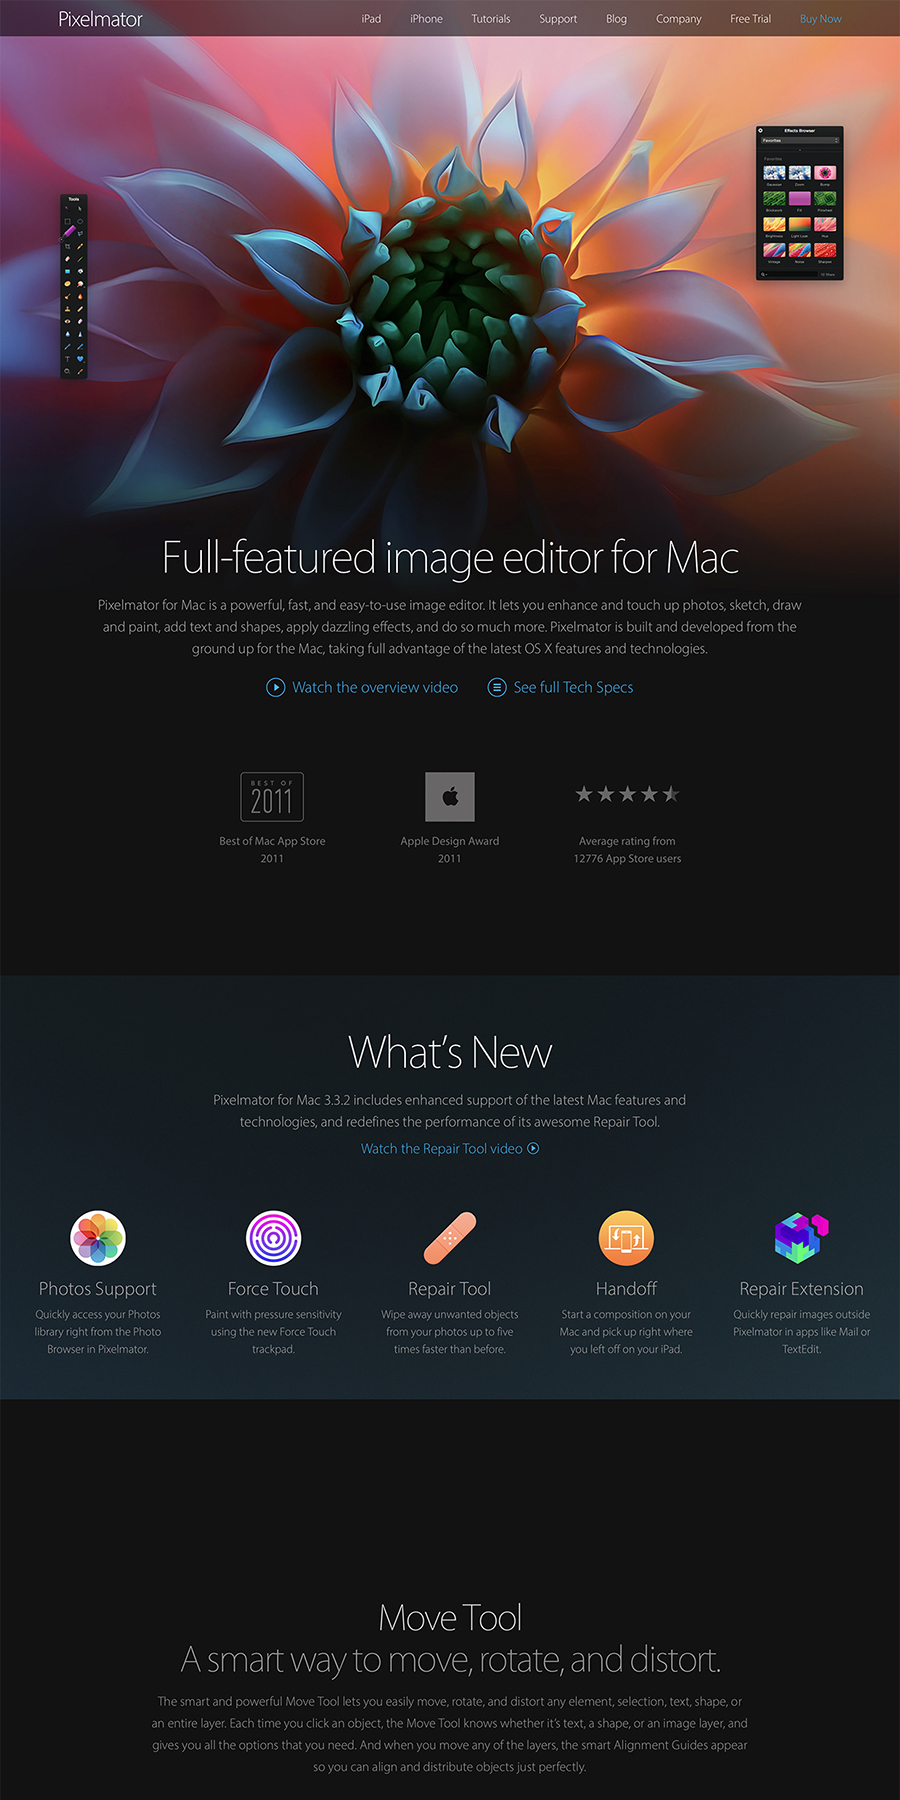 Pixelmator
iPad
iPhone
Tutorials
Support
Blog
Company
Free Trial
Buy Now
Tools
Effects Browser
Favorites
Favorites
Gaussian
Zoom
Bump
Brickwork
Fill
Pinwheel
Brightness
Light Leak
Hue
Vintage
Noise
Sharpen
Full-featured image editor for Mac
Pixelmator for Mac is a powerful, fast, and easy-to-use image editor. It lets you enhance and touch up photos, sketch, draw
and paint, add text and shapes, apply dazzling effects, and do so much more. Pixelmator is built and developed from the
ground up for the Mac, taking full advantage of the latest OS X features and technologies.
Watch the overview video
See full Tech Specs
BEST OF
2011
Best of Mac App Store
2011
Apple Design Award
2011
Average rating from
12776 App Store users
What's New
Pixelmator for Mac 3.3.2 includes enhanced support of the latest Mac features and
technologies, and redefines the performance of its awesome Repair Tool.
Watch the Repair Tool video
Photos Support
Quickly access your Photos
library right from the Photo
Browser in Pixelmator.
Force Touch
Paint with pressure sensitivity
using the new Force Touch
trackpad.
Repair Tool
Wipe away unwanted objects
from your photos up to five
times faster than before.
Handoff
Start a composition on your
Mac and pick up right where
you left off on your iPad.
Repair Extension
Quickly repair images outside
Pixelmator in apps like Mail or
TextEdit.
Move Tool
A smart way to move, rotate, and distort.
The smart and powerful Move Tool lets you easily move, rotate, and distort any element, selection, text, shape, or
an entire layer. Each time you click an object, the Move Tool knows whether it's text, a shape, or an image layer, and
gives you all the options that you need. And when you move any of the layers, the smart Alignment Guides appear
so you can align and distribute objects just perfectly.